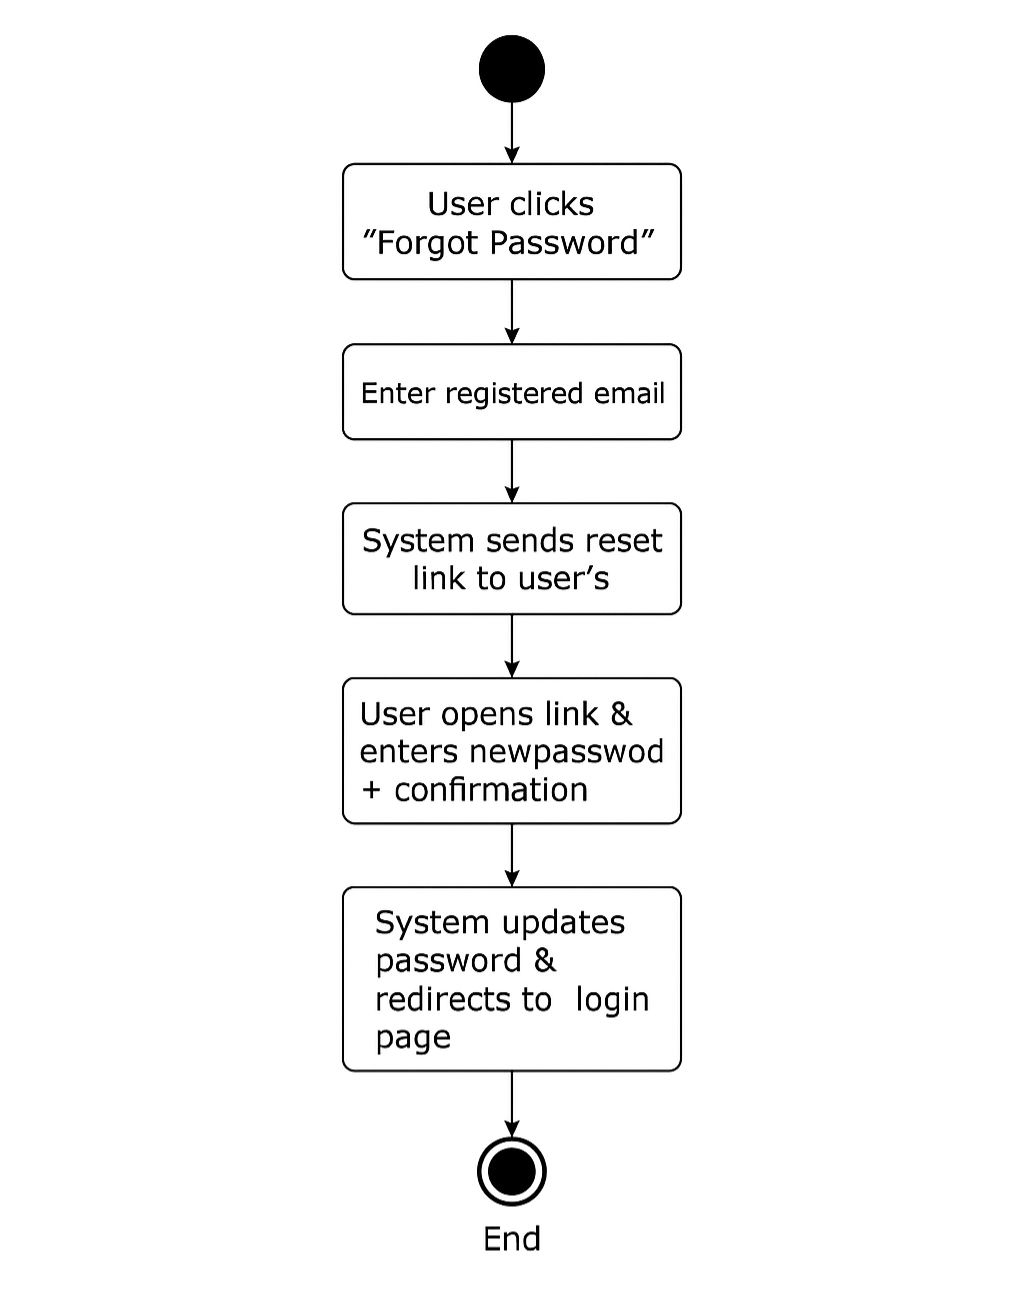 User clicks
”Forgot Password”
Enter registered email
System sends reset
link to user’s
User opens link &
enters newpasswod
+ confirmation
System updates
password &
redirects to login
page
End